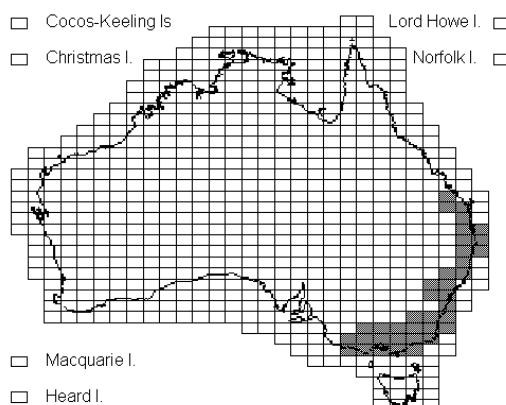 Cocos-Keeling Is
Lord Howe I.
Christmas I.
Norfolk I.
Macquarie I.
Heard I.